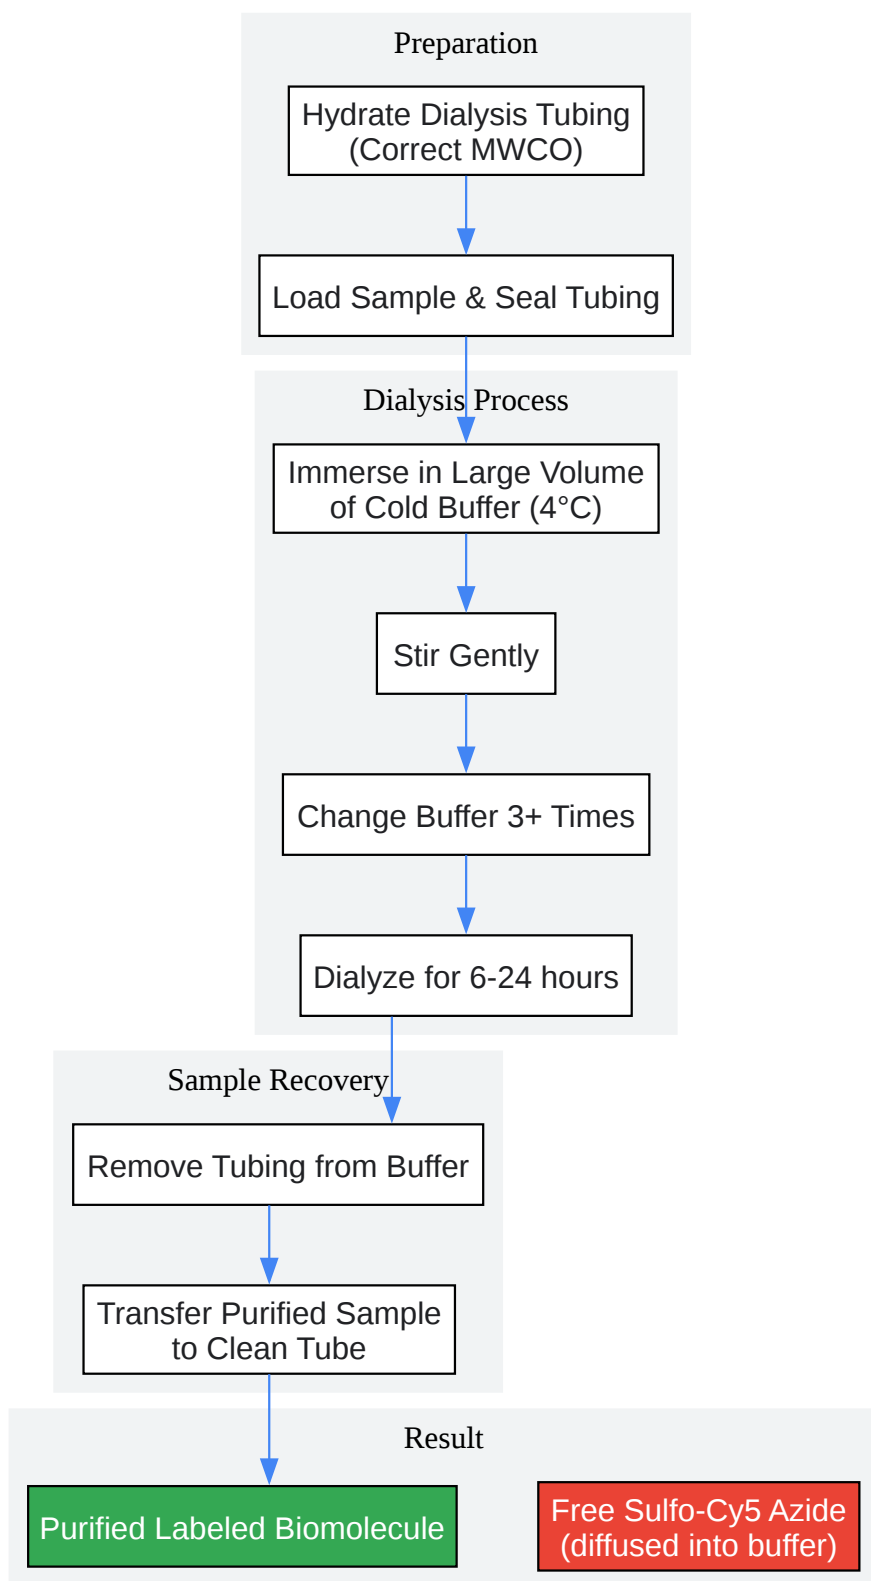 Preparation
Hydrate Dialysis Tubing
(Correct MWCO)
Load Sample & Seal Tubing
Dialysis Process
Immerse in Large Volume
of Cold Buffer (4°C)
Stir Gently
Change Buffer 3+ Times
Dialyze for 6-24 hours
Sample Recovery
Remove Tubing from Buffer
Transfer Purified Sample
to Clean Tube
Result
Purified Labeled Biomolecule
Free Sulfo-Cy5 Azide
(diffused into buffer)